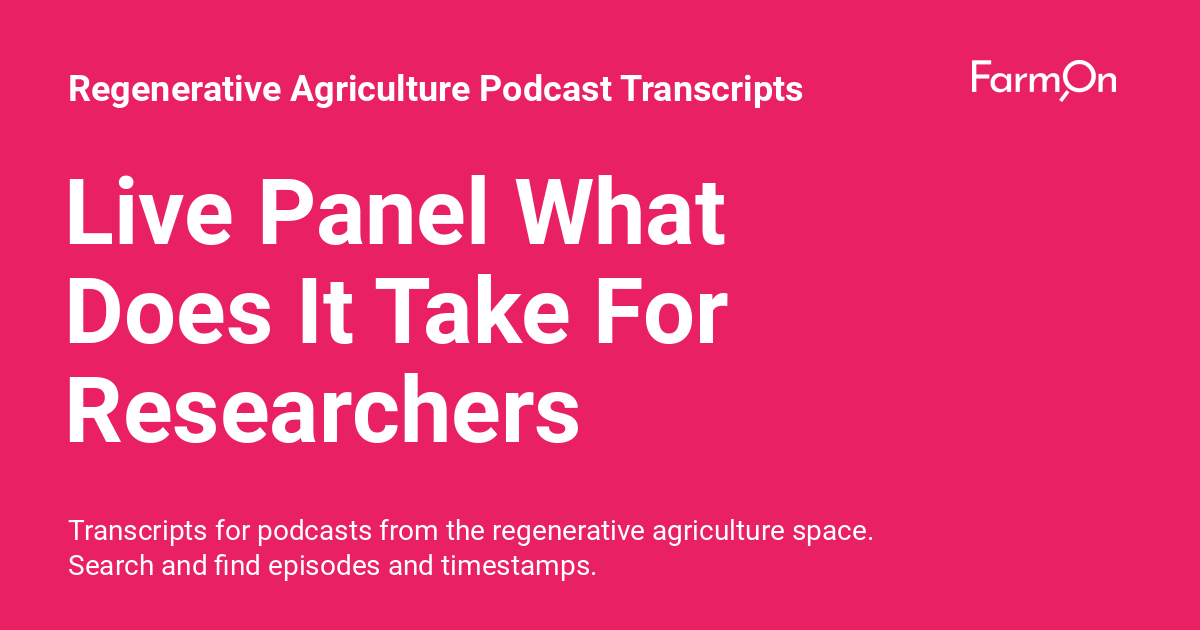 Regenerative Agriculture Podcast Transcripts
FarmOn
Live Panel What
Does It Take For
Researchers
Transcripts for podcasts from the regenerative agriculture space.
Search and find episodes and timestamps.